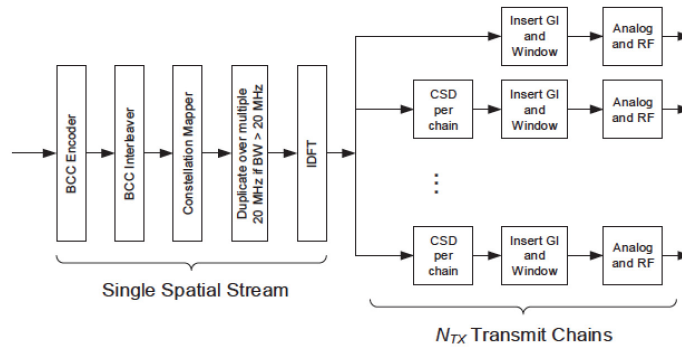 BCC Encoder
BCC Interleaver
Constellation Mapper
Duplicate over multiple
20 MHz if BW > 20 MHz
IDFT
Insert GI
and
Window
Analog
and RF
CSD
per
chain
Insert GI
and
Window
Analog
and RF
CSD
per
chain
Insert GI
and
Window
Analog
and RF
Single Spatial Stream
NTX Transmit Chains